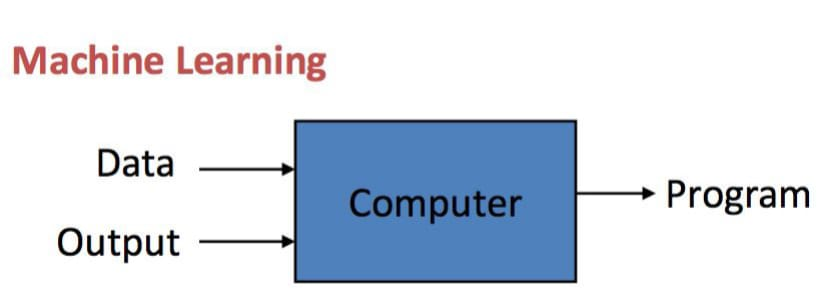 Machine Learning
Data
Output
Computer
Program